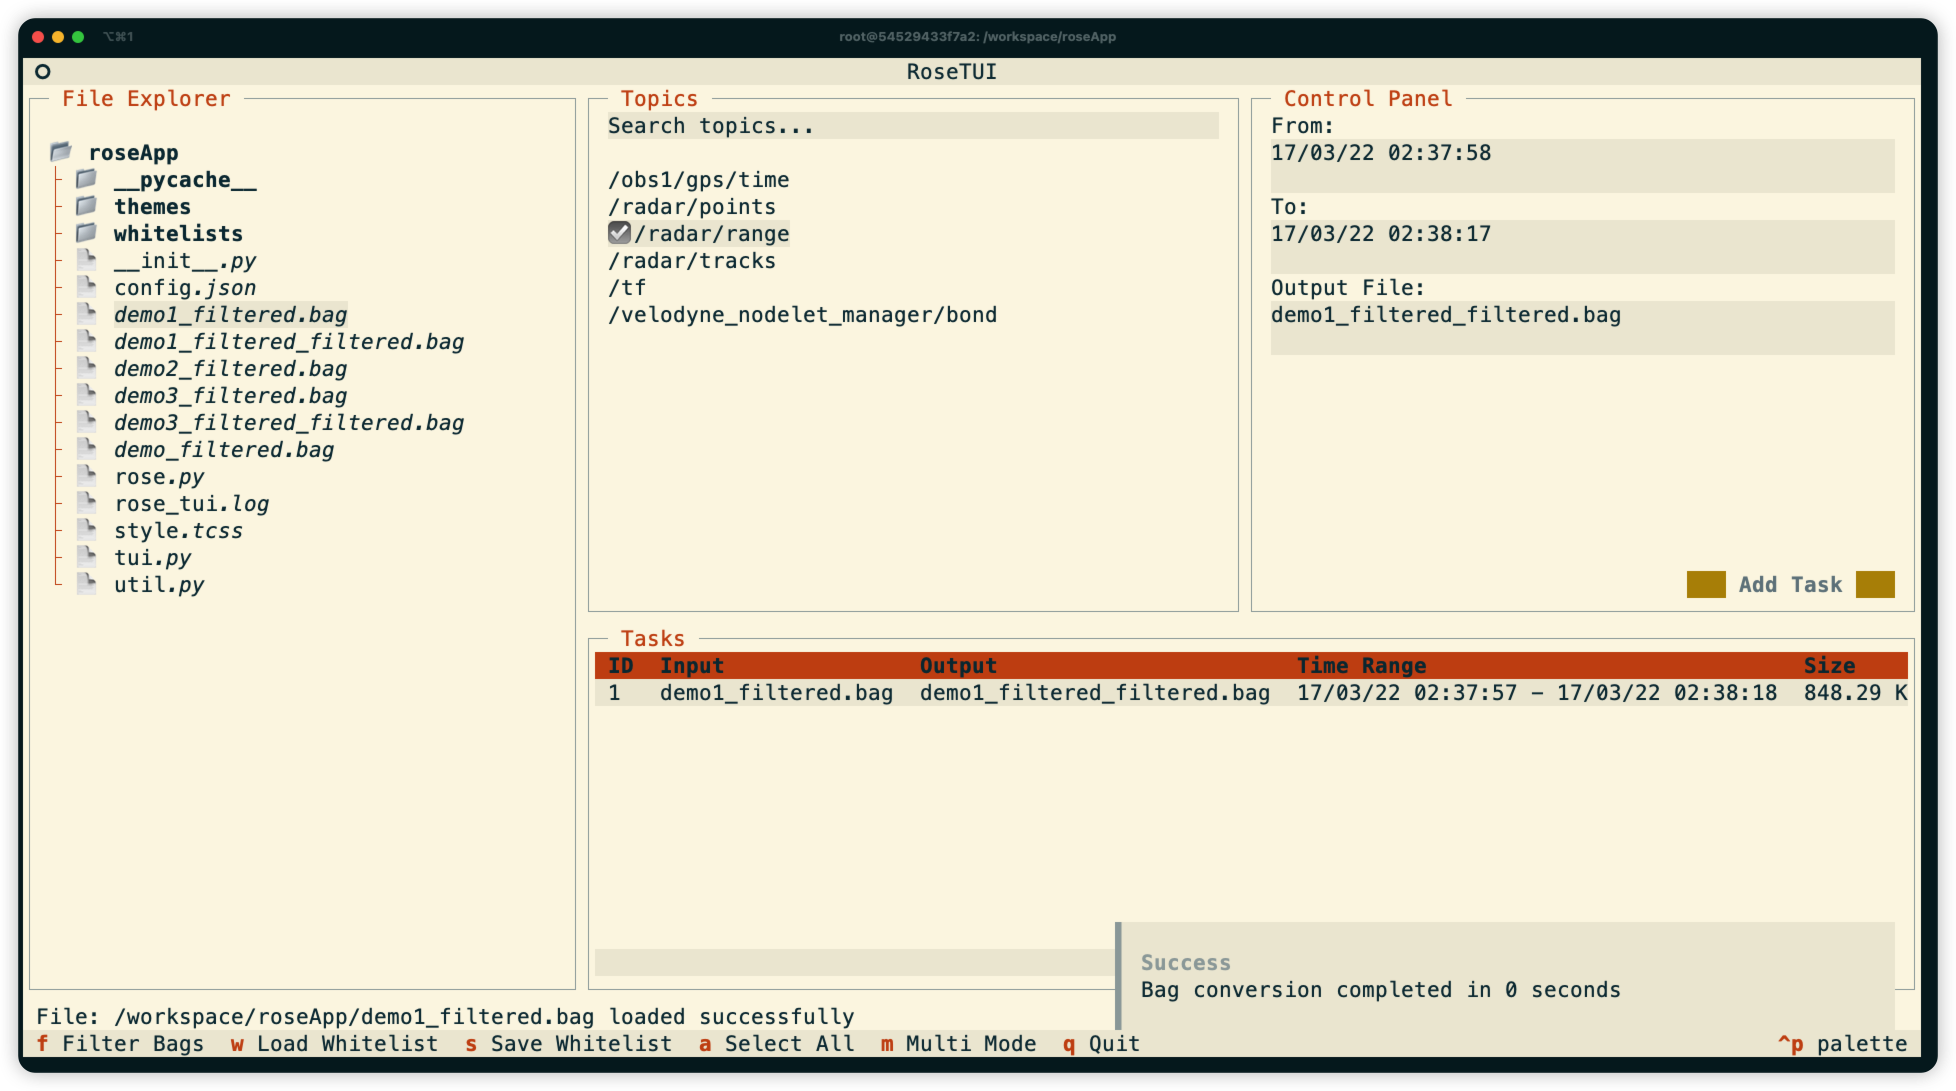 ⌥⌘1
root@54529433f7a2: /workspace/roseApp
RoseTUI
File Explorer
roseApp
__pycache__
themes
whitelists
__init__.py
config.json
demo1_filtered.bag
demo1_filtered_filtered.bag
demo2_filtered.bag
demo3_filtered.bag
demo3_filtered_filtered.bag
demo_filtered.bag
rose.py
rose_tui.log
style.tcss
tui.py
util.py
Topics
Search topics...
/obs1/gps/time
/radar/points
/radar/range
/radar/tracks
/tf
/velodyne_nodelet_manager/bond
Control Panel
From:
17/03/22 02:37:58
To:
17/03/22 02:38:17
Output File:
demo1_filtered_filtered.bag
Add Task
Tasks
ID Input Output Time Range Size
1 demo1_filtered.bag demo1_filtered_filtered.bag 17/03/22 02:37:57 – 17/03/22 02:38:18 848.29 K
Success
Bag conversion completed in 0 seconds
File: /workspace/roseApp/demo1_filtered.bag loaded successfully
f Filter Bags w Load Whitelist s Save Whitelist a Select All m Multi Mode q Quit ^p palette